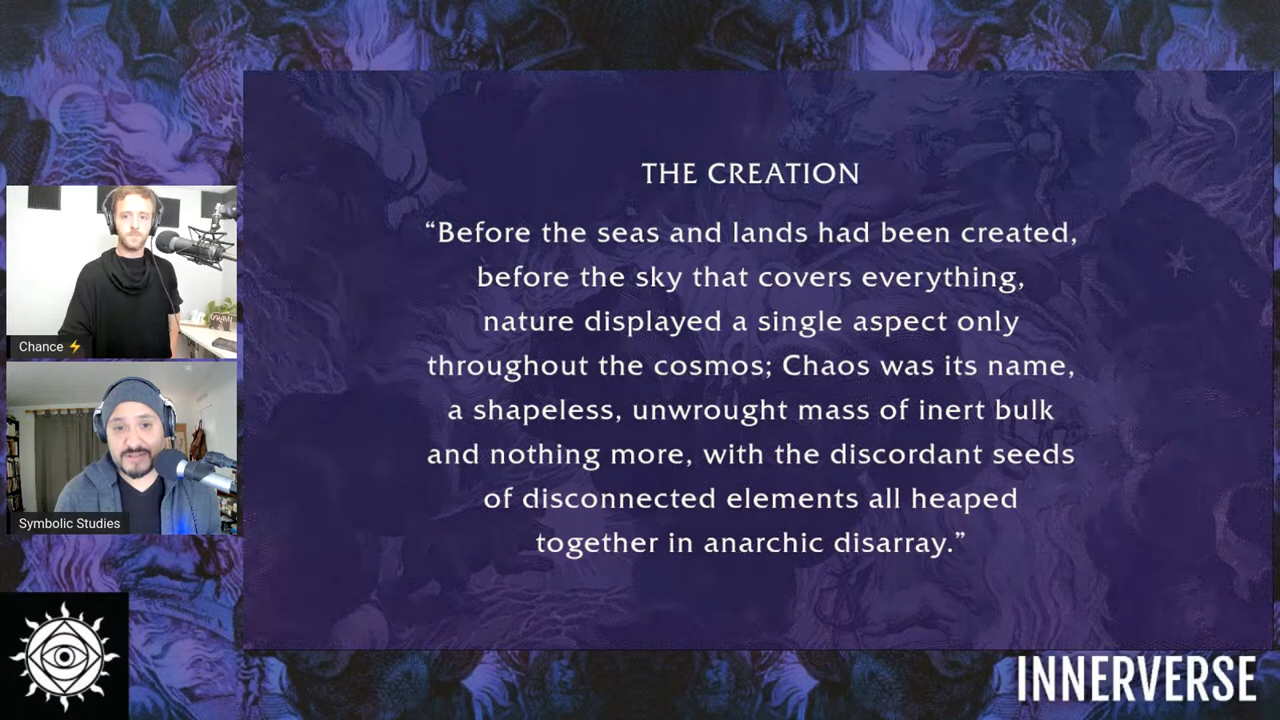 THE CREATION
“Before the seas and lands had been created,
before the sky that covers everything,
nature displayed a single aspect only
throughout the cosmos; Chaos was its name,
a shapeless, unwrought mass of inert bulk
and nothing more, with the discordant seeds
of disconnected elements all heaped
together in anarchic disarray.”
Chance ⚡
Symbolic Studies
INNERVERSE